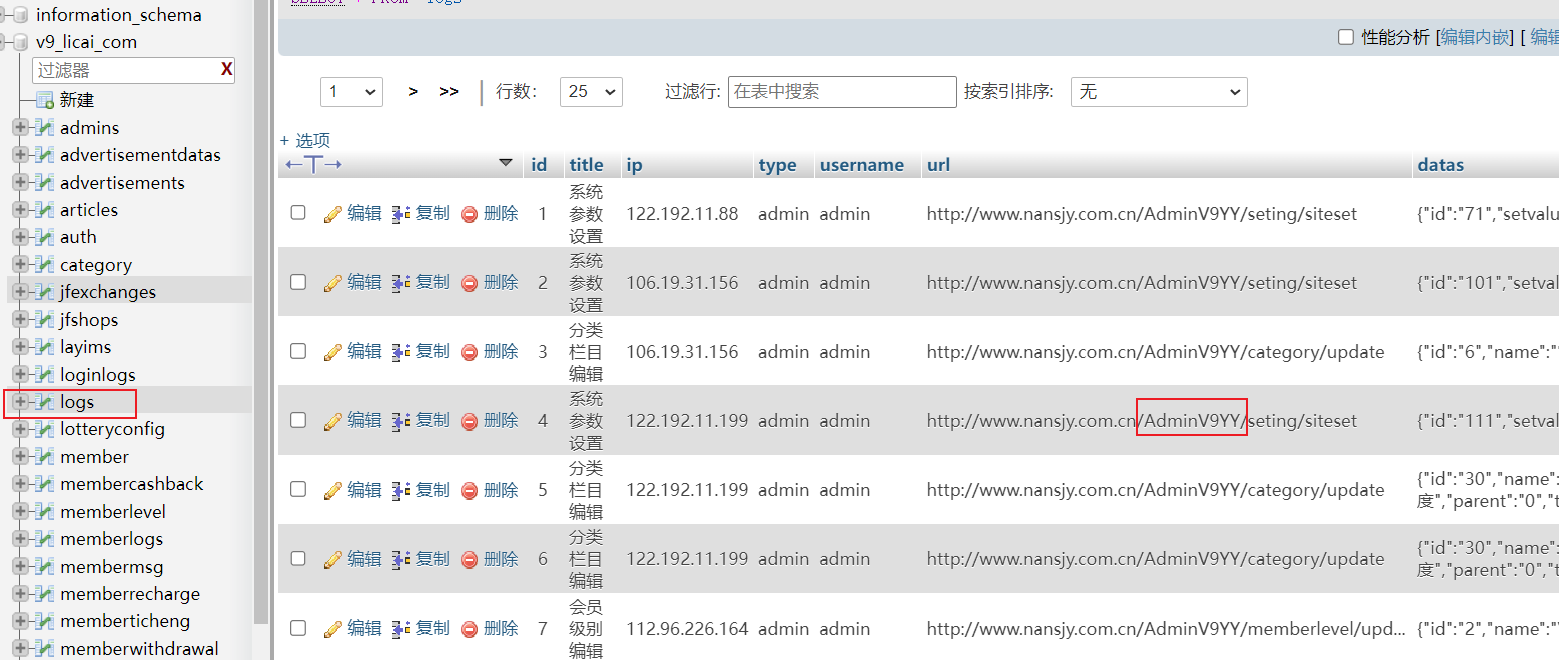 information_schema
v9_licai_com
过滤器 X
新建
admins
advertisementdatas
advertisements
articles
auth
category
jfexchanges
jfshops
layims
loginlogs
logs
lotteryconfig
member
membercashback
memberlevel
memberlogs
membermsg
memberrecharge
memberticheng
memberwithdrawal
SELECT * FROM `logs`
性能分析 [编辑内嵌] [ 编辑
1 > >> | 行数: 25 过滤行: 在表中搜索 按索引排序: 无
+ 选项
←T→ id title ip type username url datas
编辑 复制 删除 1 系统参数设置 122.192.11.88 admin admin http://www.nansjy.com.cn/AdminV9YY/seting/siteset {"id":"71","setvalu
编辑 复制 删除 2 系统参数设置 106.19.31.156 admin admin http://www.nansjy.com.cn/AdminV9YY/seting/siteset {"id":"101","setval
编辑 复制 删除 3 分类栏目编辑 106.19.31.156 admin admin http://www.nansjy.com.cn/AdminV9YY/category/update {"id":"6","name":"
编辑 复制 删除 4 系统参数设置 122.192.11.199 admin admin http://www.nansjy.com.cn/AdminV9YY/seting/siteset {"id":"111","setval
编辑 复制 删除 5 分类栏目编辑 122.192.11.199 admin admin http://www.nansjy.com.cn/AdminV9YY/category/update {"id":"30","name": 度","parent":"0","t
编辑 复制 删除 6 分类栏目编辑 122.192.11.199 admin admin http://www.nansjy.com.cn/AdminV9YY/category/update {"id":"30","name": 度","parent":"0","t
编辑 复制 删除 7 会员级别编辑 112.96.226.164 admin admin http://www.nansjy.com.cn/AdminV9YY/memberlevel/upd... {"id":"2","name":"